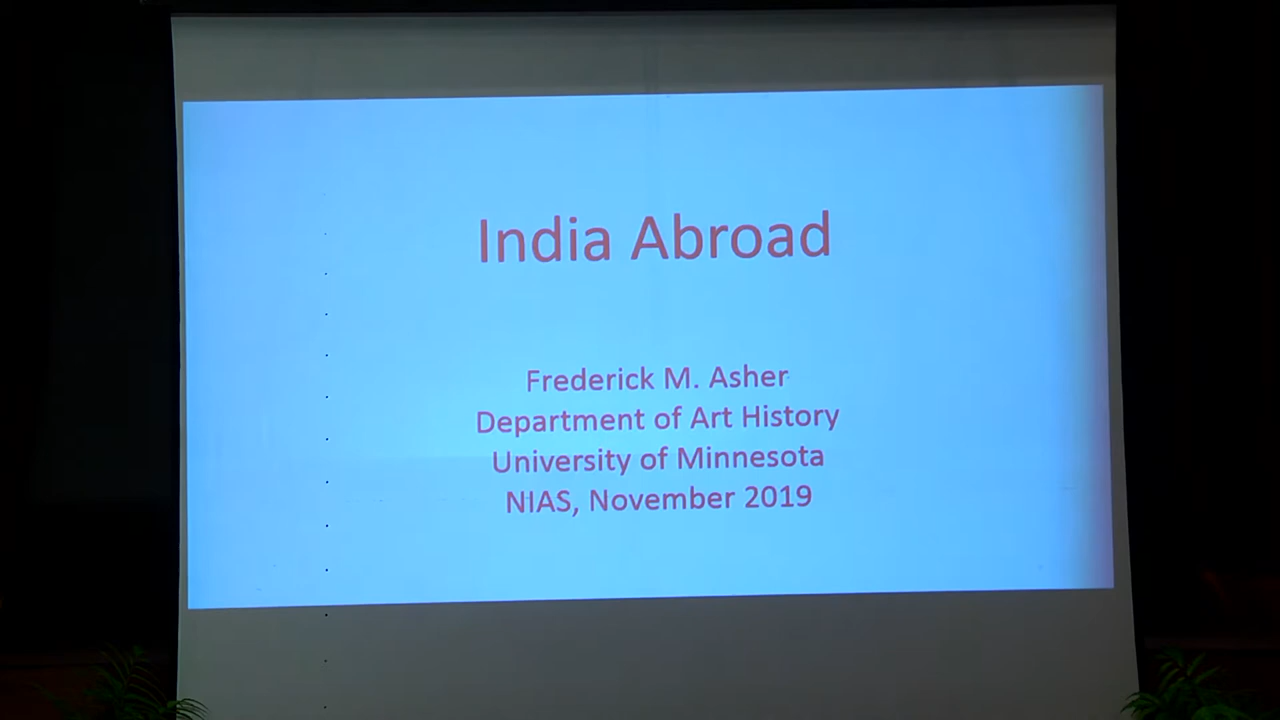 India Abroad
Frederick M. Asher
Department of Art History
University of Minnesota
NIAS, November 2019